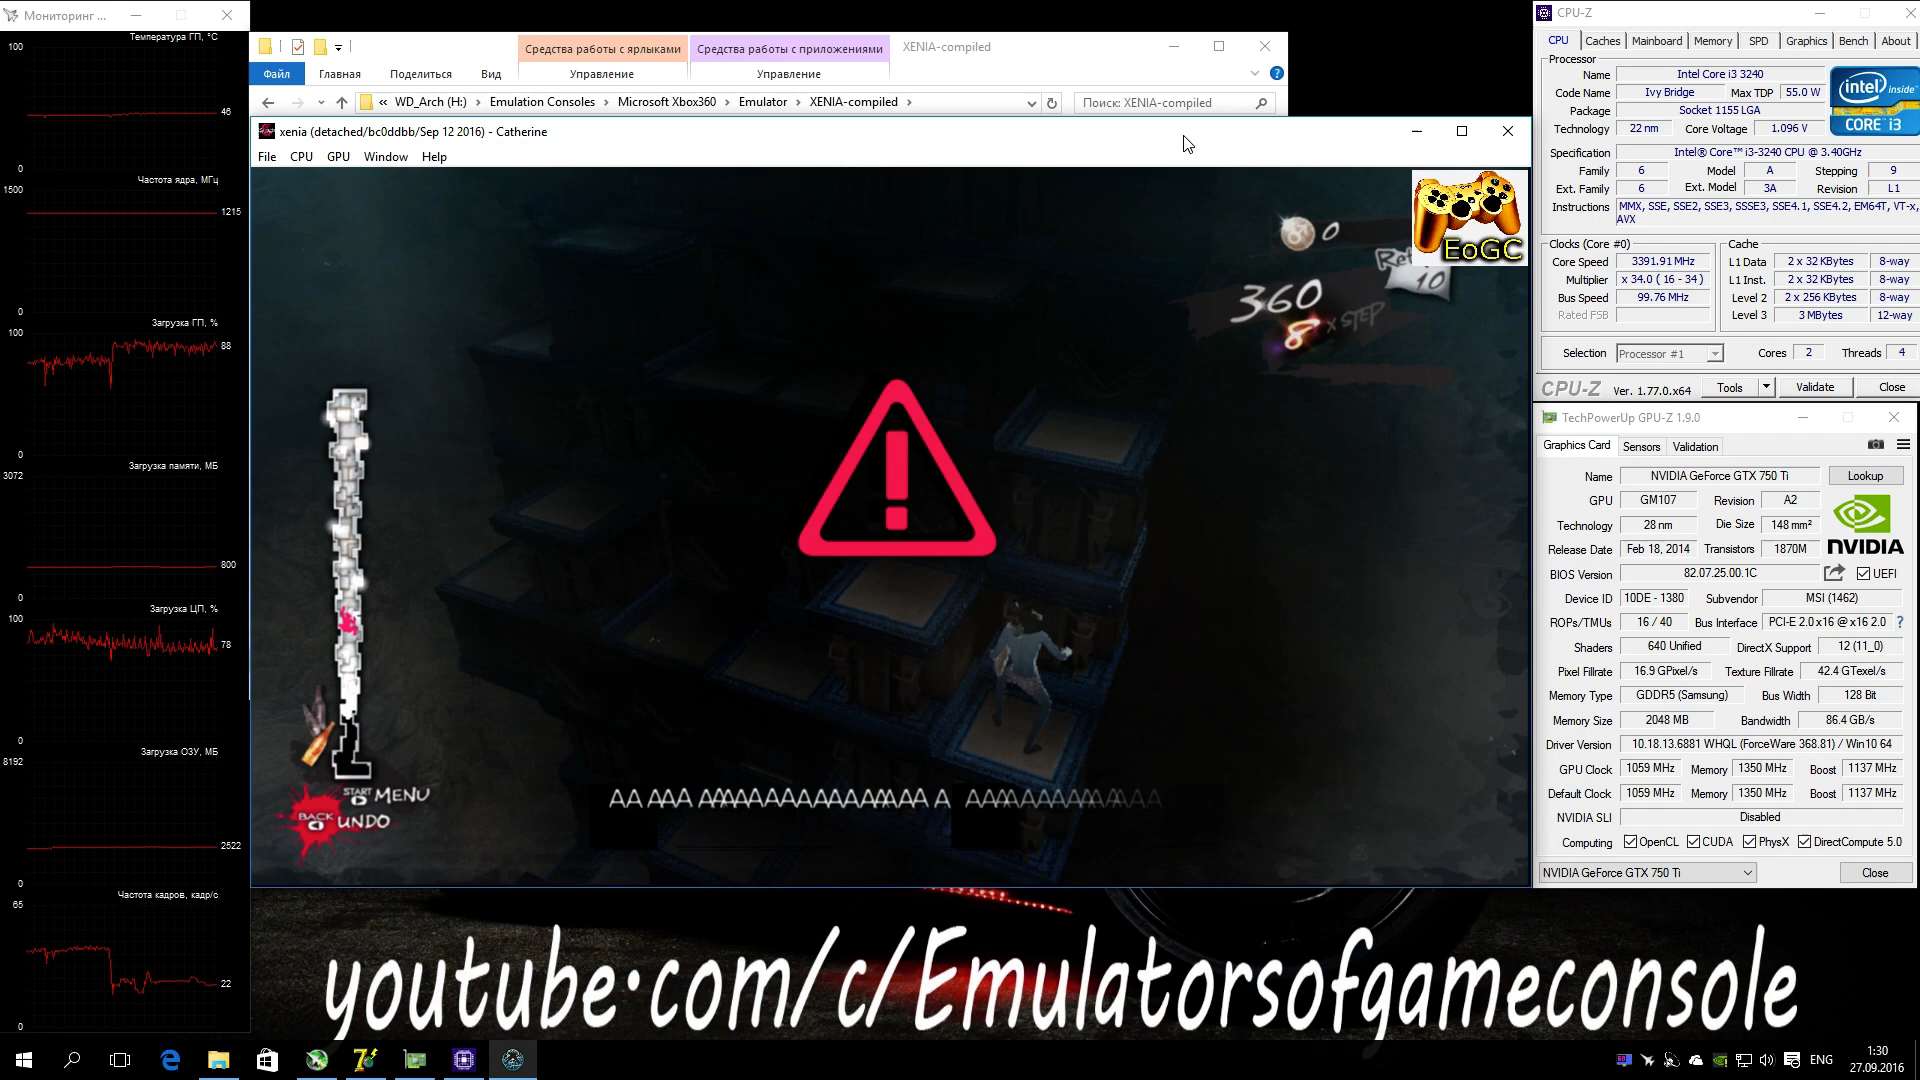 Мониторинг ...
Температура ГП, °C
100
46
0
Частота ядра, МГц
1500
1215
0
Загрузка ГП, %
100
88
0
Загрузка памяти, МБ
3072
800
0
Загрузка ЦП, %
100
78
0
Загрузка ОЗУ, МБ
8192
2522
0
Частота кадров, кадр/с
65
22
0
Средства работы с ярлыками
Средства работы с приложениями
XENIA-compiled
Файл
Главная
Поделиться
Вид
Управление
Управление
« WD_Arch (H:) > Emulation Consoles > Microsoft Xbox360 > Emulator > XENIA-compiled >
Поиск: XENIA-compiled
xenia (detached/bc0ddbb/Sep 12 2016) - Catherine
File CPU GPU Window Help
EoGC
0
360
10
8 x STEP
START MENU
BACK UNDO
youtube.com/c/Emulatorsofgameconsole
CPU-Z
CPU Caches Mainboard Memory SPD Graphics Bench About
Processor
Name Intel Core i3 3240
Code Name Ivy Bridge Max TDP 55.0 W
Package Socket 1155 LGA
Technology 22 nm Core Voltage 1.096 V
intel inside
CORE i3
Specification Intel® Core™ i3-3240 CPU @ 3.40GHz
Family 6 Model A Stepping 9
Ext. Family 6 Ext. Model 3A Revision L1
Instructions MMX, SSE, SSE2, SSE3, SSSE3, SSE4.1, SSE4.2, EM64T, VT-x,
AVX
Clocks (Core #0)
Core Speed 3391.91 MHz
Multiplier x 34.0 ( 16 - 34 )
Bus Speed 99.76 MHz
Rated FSB
Cache
L1 Data 2 x 32 KBytes 8-way
L1 Inst. 2 x 32 KBytes 8-way
Level 2 2 x 256 KBytes 8-way
Level 3 3 MBytes 12-way
Selection Processor #1 Cores 2 Threads 4
CPU-Z Ver. 1.77.0.x64 Tools Validate Close
TechPowerUp GPU-Z 1.9.0
Graphics Card Sensors Validation
Name NVIDIA GeForce GTX 750 Ti Lookup
GPU GM107 Revision A2
Technology 28 nm Die Size 148 mm²
Release Date Feb 18, 2014 Transistors 1870M
NVIDIA
BIOS Version 82.07.25.00.1C UEFI
Device ID 10DE - 1380 Subvendor MSI (1462)
ROPs/TMUs 16 / 40 Bus Interface PCI-E 2.0 x16 @ x16 2.0 ?
Shaders 640 Unified DirectX Support 12 (11_0)
Pixel Fillrate 16.9 GPixel/s Texture Fillrate 42.4 GTexel/s
Memory Type GDDR5 (Samsung) Bus Width 128 Bit
Memory Size 2048 MB Bandwidth 86.4 GB/s
Driver Version 10.18.13.6881 WHQL (ForceWare 368.81) / Win10 64
GPU Clock 1059 MHz Memory 1350 MHz Boost 1137 MHz
Default Clock 1059 MHz Memory 1350 MHz Boost 1137 MHz
NVIDIA SLI Disabled
Computing OpenCL CUDA PhysX DirectCompute 5.0
NVIDIA GeForce GTX 750 Ti Close
ENG
1:30
27.09.2016